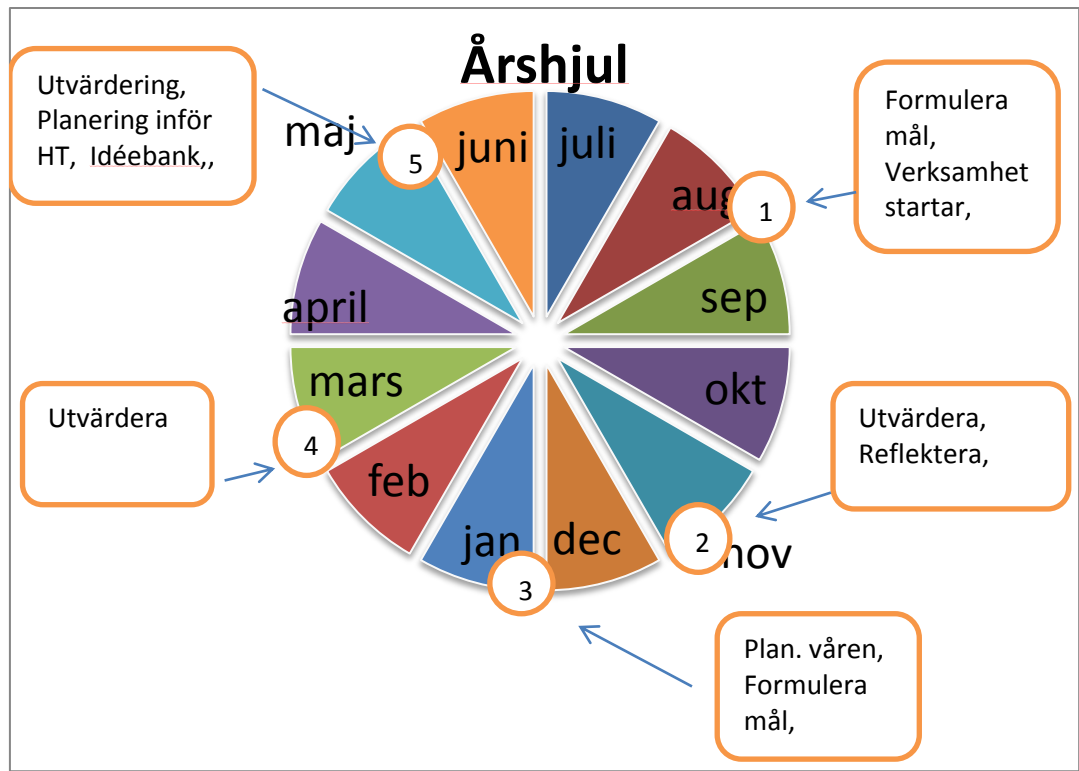 Årshjul
Utvärdering,
Planering inför
HT, Idéebank,,
Formulera
mål,
Verksamhet
startar,
maj
5
juni
juli
aug
1
april
sep
mars
okt
Utvärdera
4
feb
jan
3
dec
2
nov
Utvärdera,
Reflektera,
Plan. våren,
Formulera
mål,